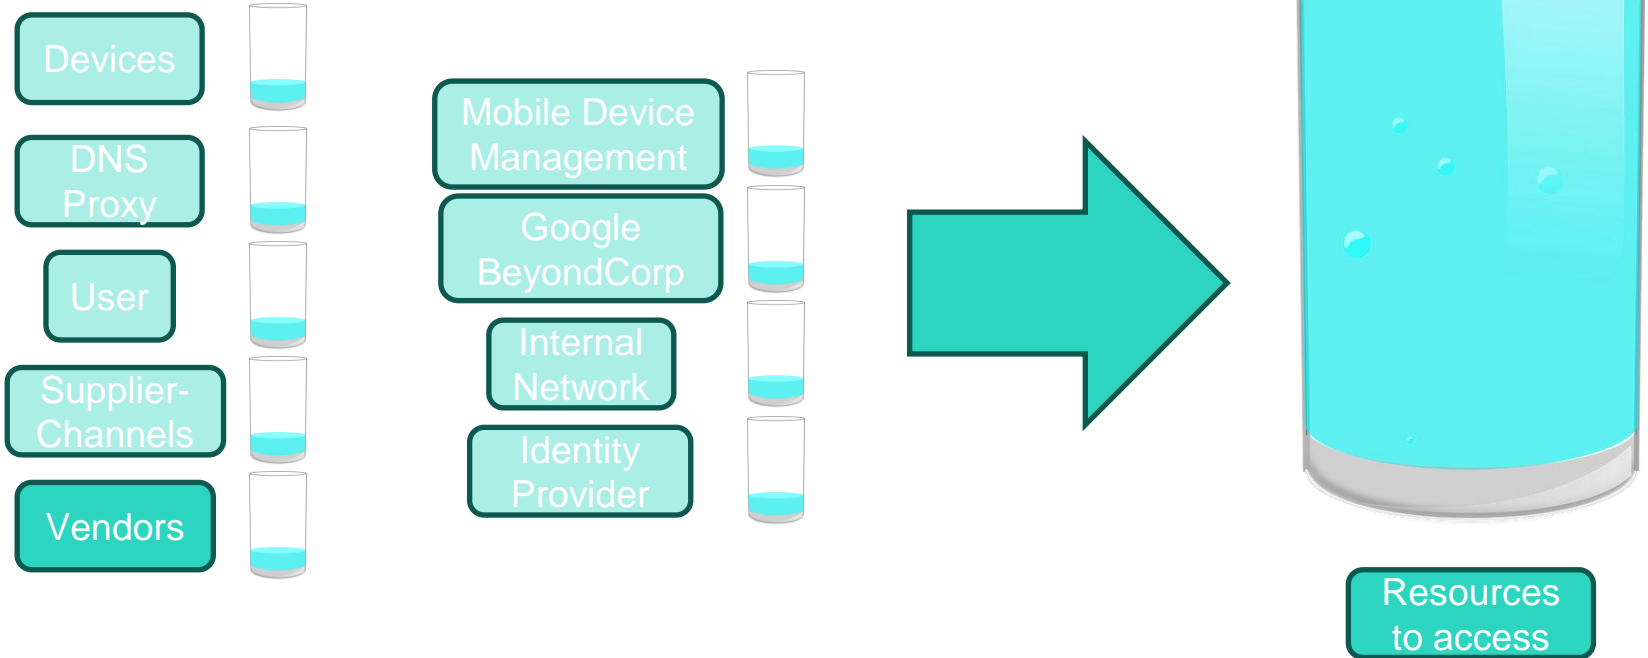 Devices
DNS
Proxy
User
Supplier-
Channels
Vendors
Mobile Device
Management
Google
BeyondCorp
Internal
Network
Identity
Provider
Resources
to access